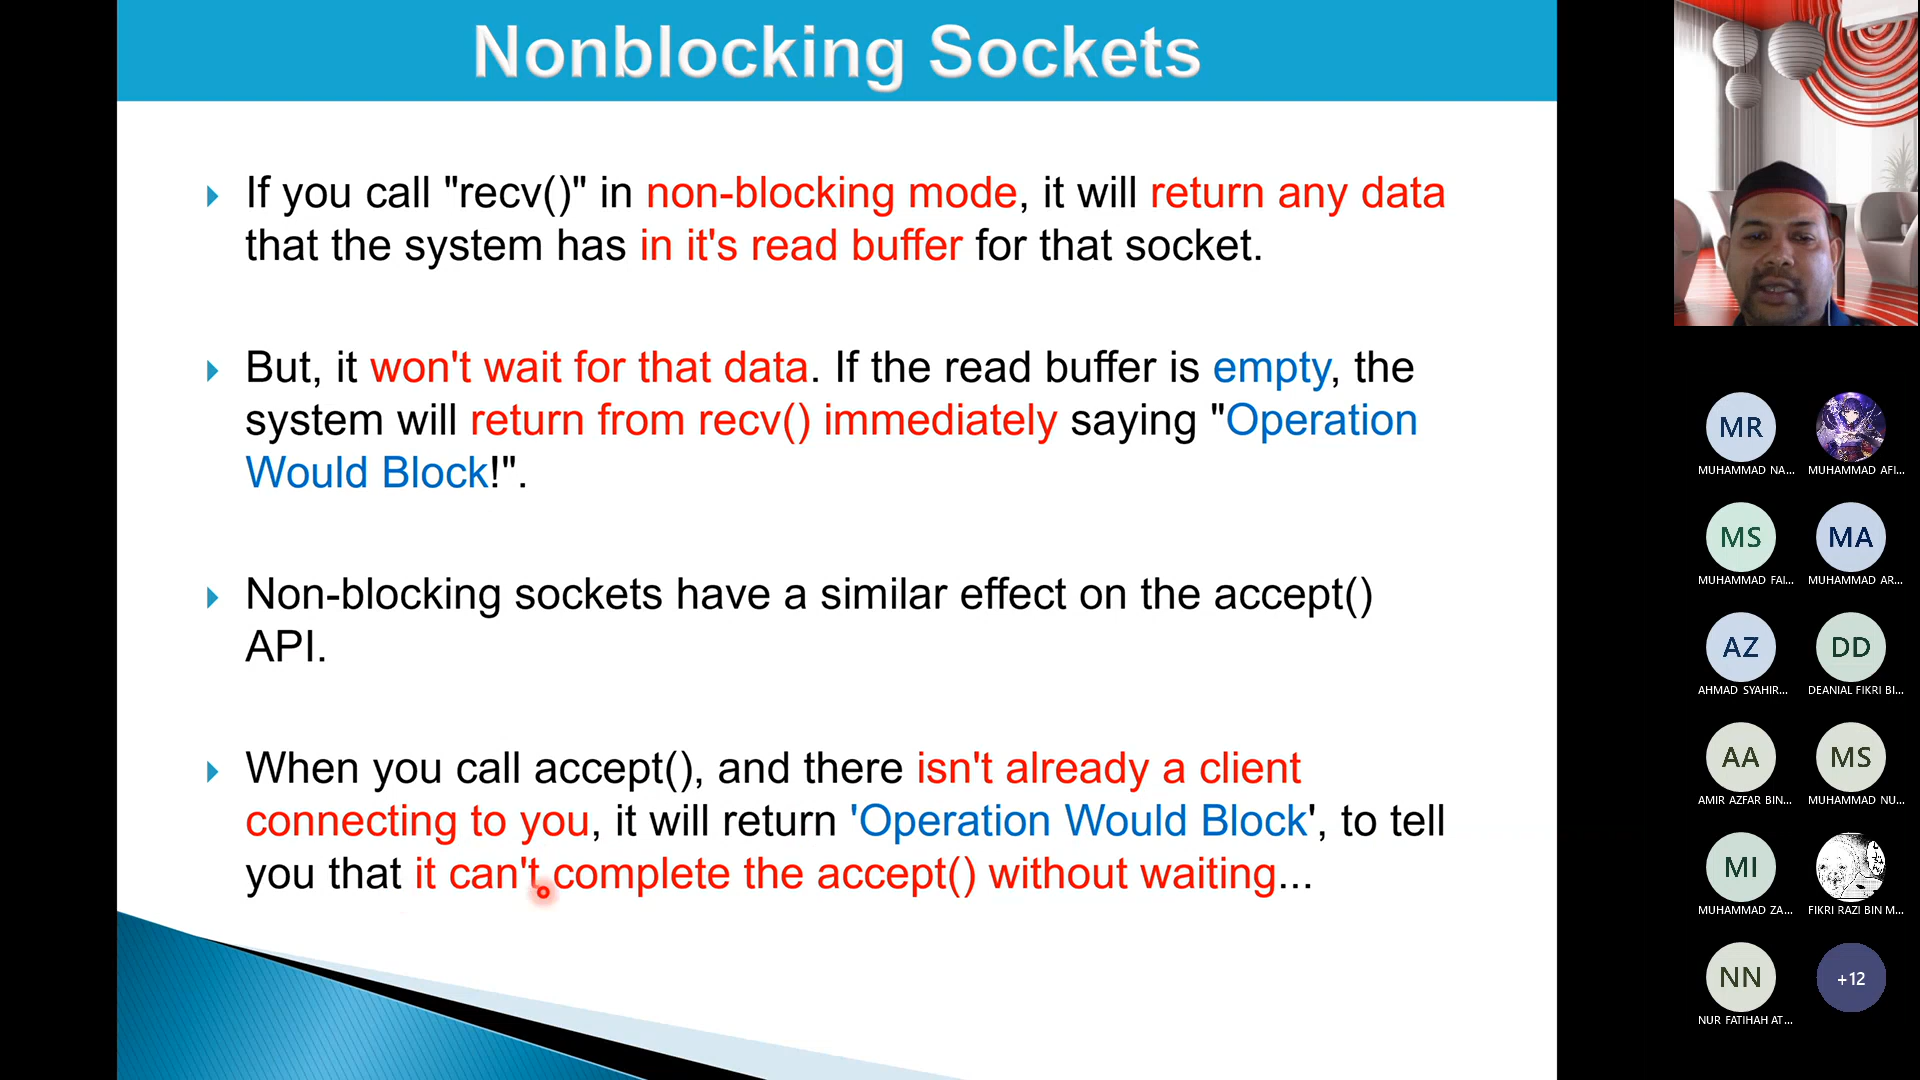 Nonblocking Sockets
If you call "recv()" in non-blocking mode, it will return any data
that the system has in it's read buffer for that socket.
But, it won't wait for that data. If the read buffer is empty, the
system will return from recv() immediately saying "Operation
Would Block!".
Non-blocking sockets have a similar effect on the accept()
API.
When you call accept(), and there isn't already a client
connecting to you, it will return 'Operation Would Block', to tell
you that it can't complete the accept() without waiting...
MR
MUHAMMAD NA...
MUHAMMAD AFI...
MS
MA
MUHAMMAD FAI...
MUHAMMAD AR...
AZ
DD
AHMAD SYAHIR...
DEANIAL FIKRI BI...
AA
MS
AMIR AZFAR BIN...
MUHAMMAD NU...
MI
MUHAMMAD ZA...
FIKRI RAZI BIN M...
NN
+12
NUR FATIHAH AT...